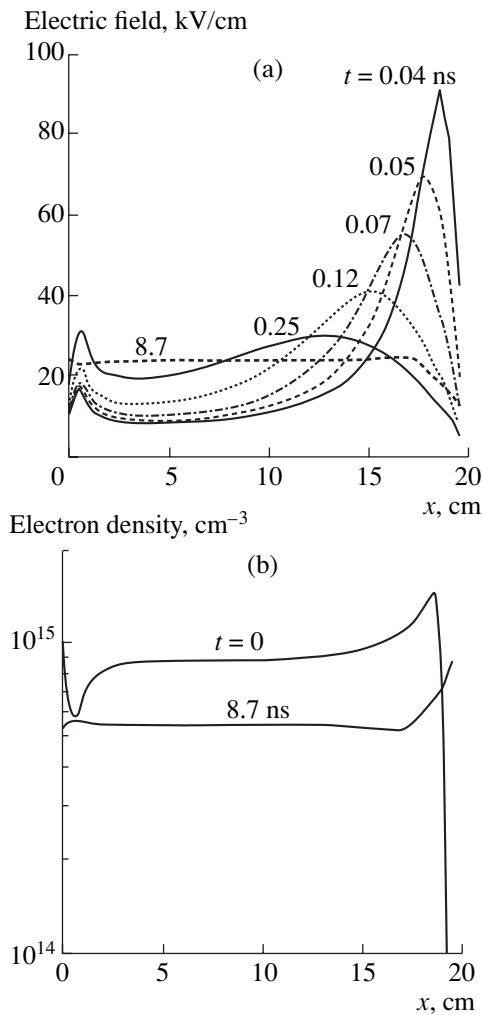 Electric field, kV/cm
100
(a)
t = 0.04 ns
80
0.05
60
0.07
40
0.12
0.25
8.7
20
0
5
10
15
20
x, cm
Electron density, cm⁻³
(b)
10¹⁵
t = 0
8.7 ns
10¹⁴
0
5
10
15
20
x, cm